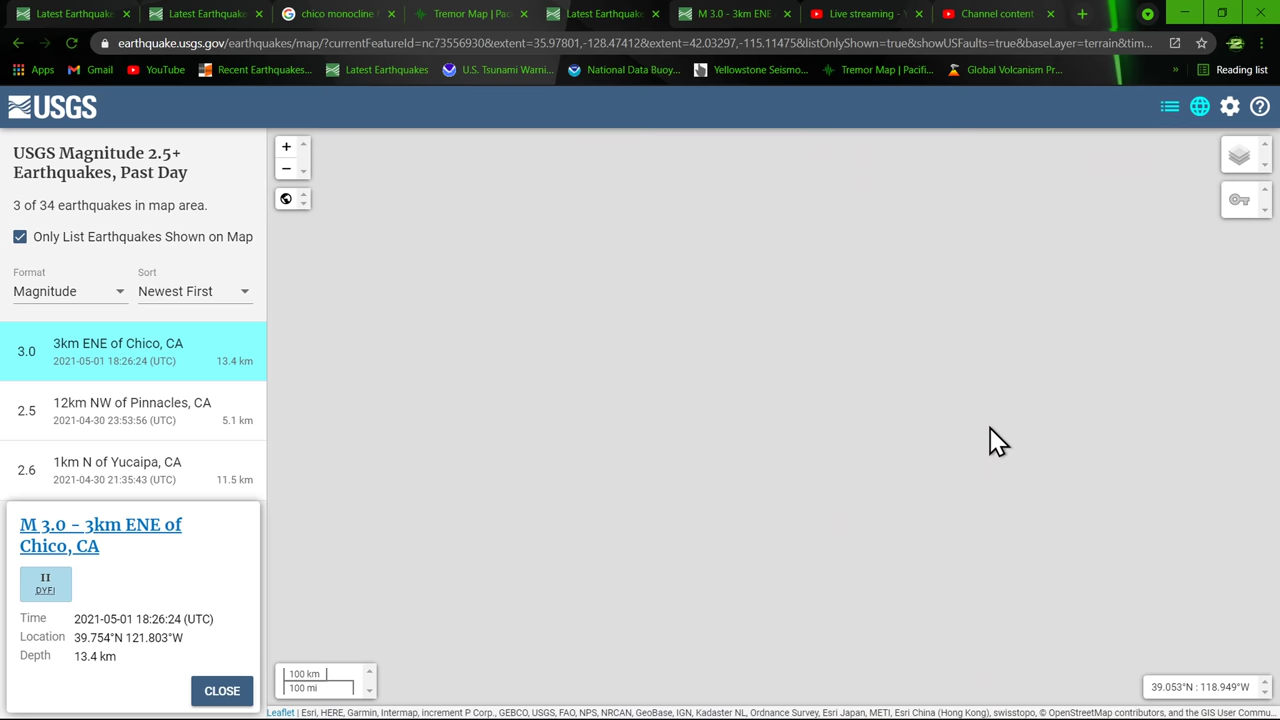 Latest Earthquake
Latest Earthquake
chico monocline
Tremor Map | Pac
Latest Earthquake
M 3.0 - 3km ENE
Live streaming -
Channel content
earthquake.usgs.gov/earthquakes/map/?currentFeatureId=nc73556930&extent=35.97801,-128.47412&extent=42.03297,-115.11475&listOnlyShown=true&showUSFaults=true&baseLayer=terrain&tim...
Apps
Gmail
YouTube
Recent Earthquakes...
Latest Earthquakes
U.S. Tsunami Warni...
National Data Buoy...
Yellowstone Seismo...
Tremor Map | Pacifi...
Global Volcanism Pr...
»
Reading list
USGS
USGS Magnitude 2.5+
Earthquakes, Past Day
3 of 34 earthquakes in map area.
Only List Earthquakes Shown on Map
Format
Sort
Magnitude
Newest First
3.0
3km ENE of Chico, CA
2021-05-01 18:26:24 (UTC)
13.4 km
2.5
12km NW of Pinnacles, CA
2021-04-30 23:53:56 (UTC)
5.1 km
2.6
1km N of Yucaipa, CA
2021-04-30 21:35:43 (UTC)
11.5 km
M 3.0 - 3km ENE of
Chico, CA
II
DYFI
Time 2021-05-01 18:26:24 (UTC)
Location 39.754°N 121.803°W
Depth 13.4 km
CLOSE
+
−
100 km
100 mi
39.053°N : 118.949°W
Leaflet | Esri, HERE, Garmin, Intermap, increment P Corp., GEBCO, USGS, FAO, NPS, NRCAN, GeoBase, IGN, Kadaster NL, Ordnance Survey, Esri Japan, METI, Esri China (Hong Kong), swisstopo, © OpenStreetMap contributors, and the GIS User Commu...